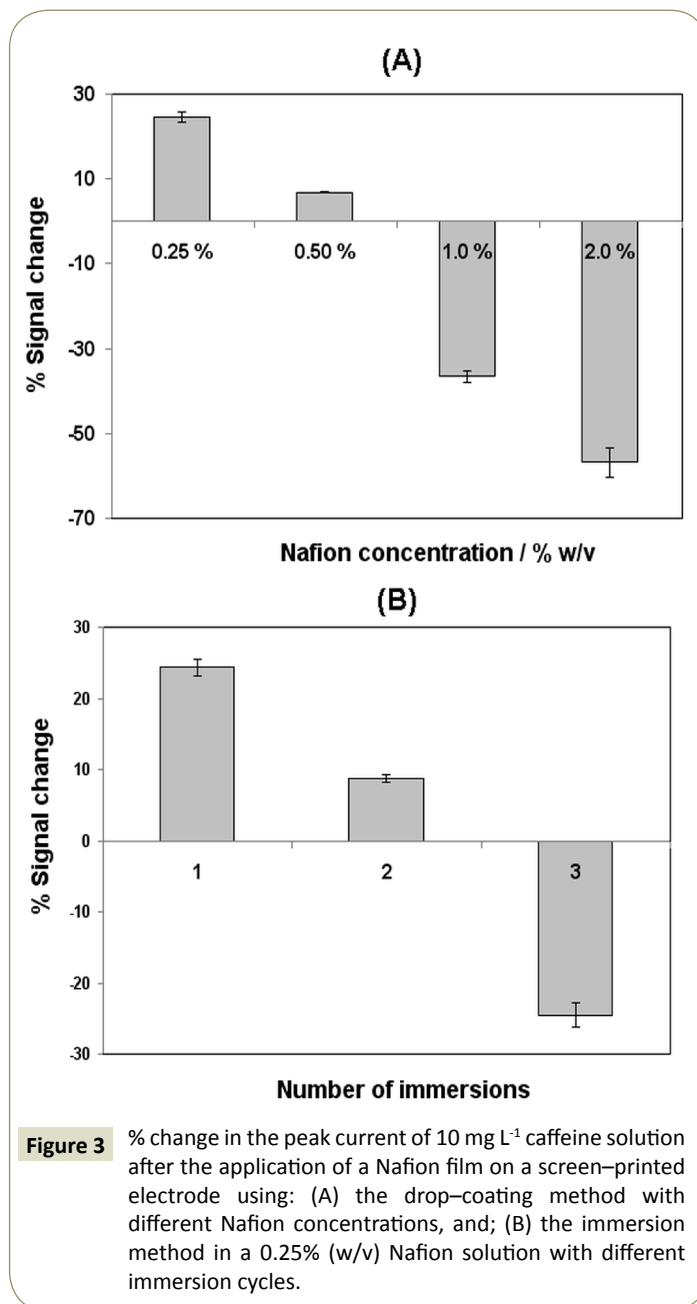 (A)
30
10
-10
-30
-50
-70
% Signal change
0.25 %
0.50 %
1.0 %
2.0 %
Nafion concentration / % w/v
(B)
30
20
10
0
-10
-20
-30
% Signal change
1
2
3
Number of immersions
Figure 3
% change in the peak current of 10 mg L⁻¹ caffeine solution
after the application of a Nafion film on a screen–printed
electrode using: (A) the drop–coating method with
different Nafion concentrations, and; (B) the immersion
method in a 0.25% (w/v) Nafion solution with different
immersion cycles.